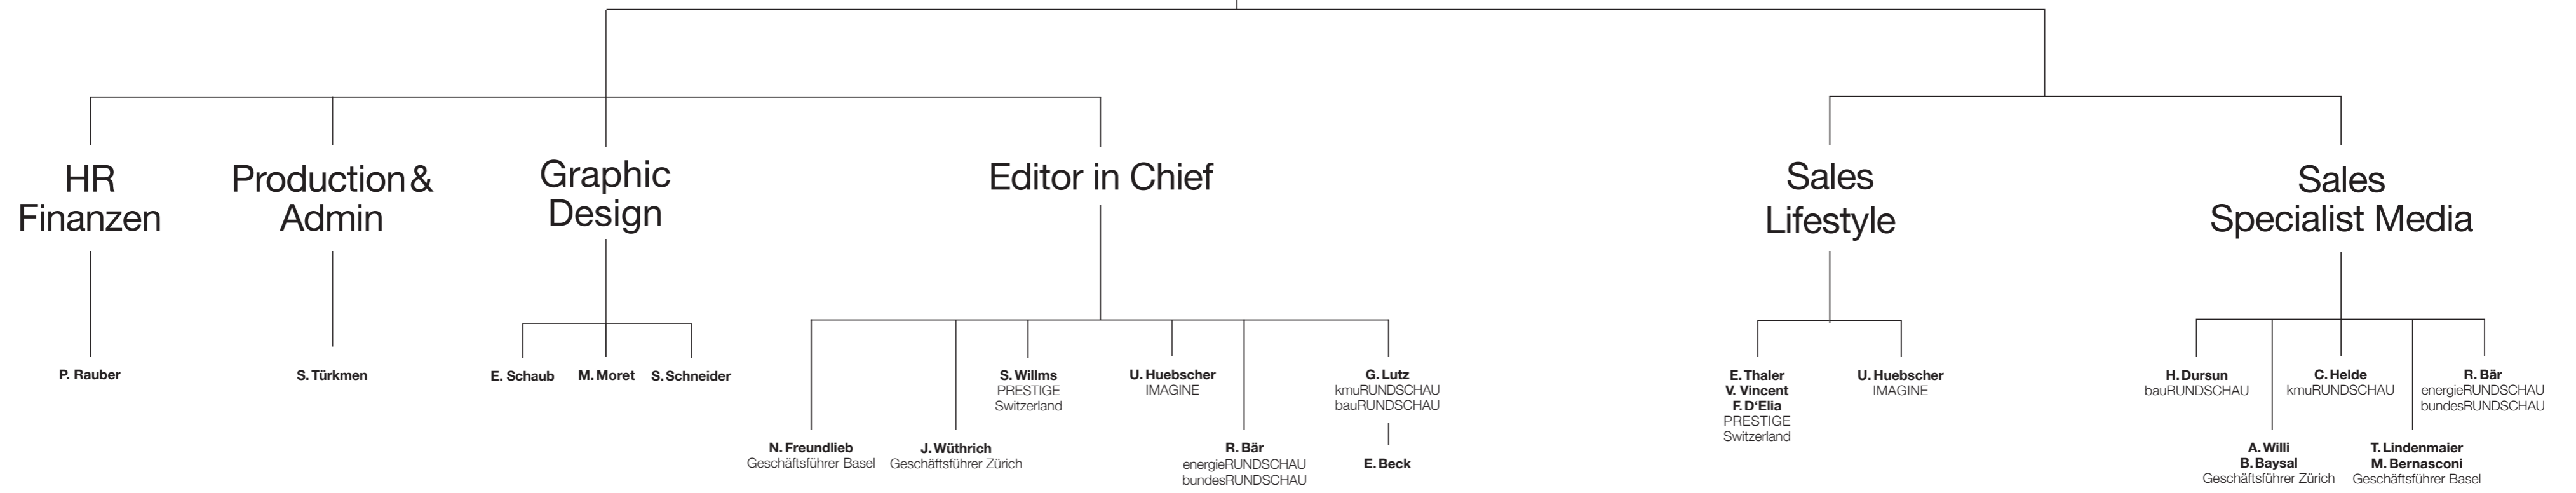 HR
Finanzen
Production &
Admin
Graphic
Design
Editor in Chief
Sales
Lifestyle
Sales
Specialist Media
P. Rauber
S. Türkmen
E. Schaub
M. Moret
S. Schneider
N. Freundlieb
Geschäftsführer Basel
J. Wüthrich
Geschäftsführer Zürich
S. Willms
PRESTIGE
Switzerland
U. Huebscher
IMAGINE
R. Bär
energieRUNDSCHAU
bundesRUNDSCHAU
G. Lutz
kmuRUNDSCHAU
bauRUNDSCHAU
E. Beck
E. Thaler
V. Vincent
F. D‘Elia
PRESTIGE
Switzerland
U. Huebscher
IMAGINE
H. Dursun
bauRUNDSCHAU
A. Willi
B. Baysal
Geschäftsführer Zürich
C. Helde
kmuRUNDSCHAU
T. Lindenmaier
M. Bernasconi
Geschäftsführer Basel
R. Bär
energieRUNDSCHAU
bundesRUNDSCHAU